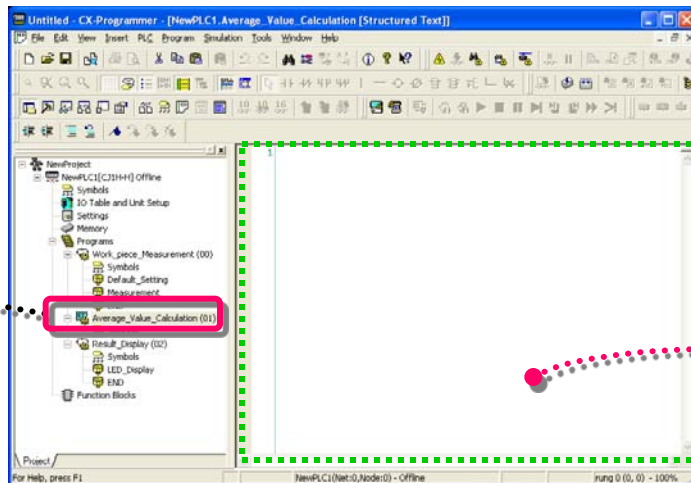 Untitled - CX-Programmer - [NewPLC1.Average_Value_Calculation [Structured Text]]
File Edit View Insert PLC Program Simulation Tools Window Help
1
NewProject
NewPLC1[CJ1H-H] Offline
Symbols
IO Table and Unit Setup
Settings
Memory
Programs
Work_piece_Measurement (00)
Symbols
Default_Setting
Measurement
Average_Value_Calculation (01)
Result_Display (02)
Symbols
LED_Display
END
Function Blocks
Project
For Help, press F1
NewPLC1(Net:0,Node:0) - Offline
rung 0 (0, 0) - 100%